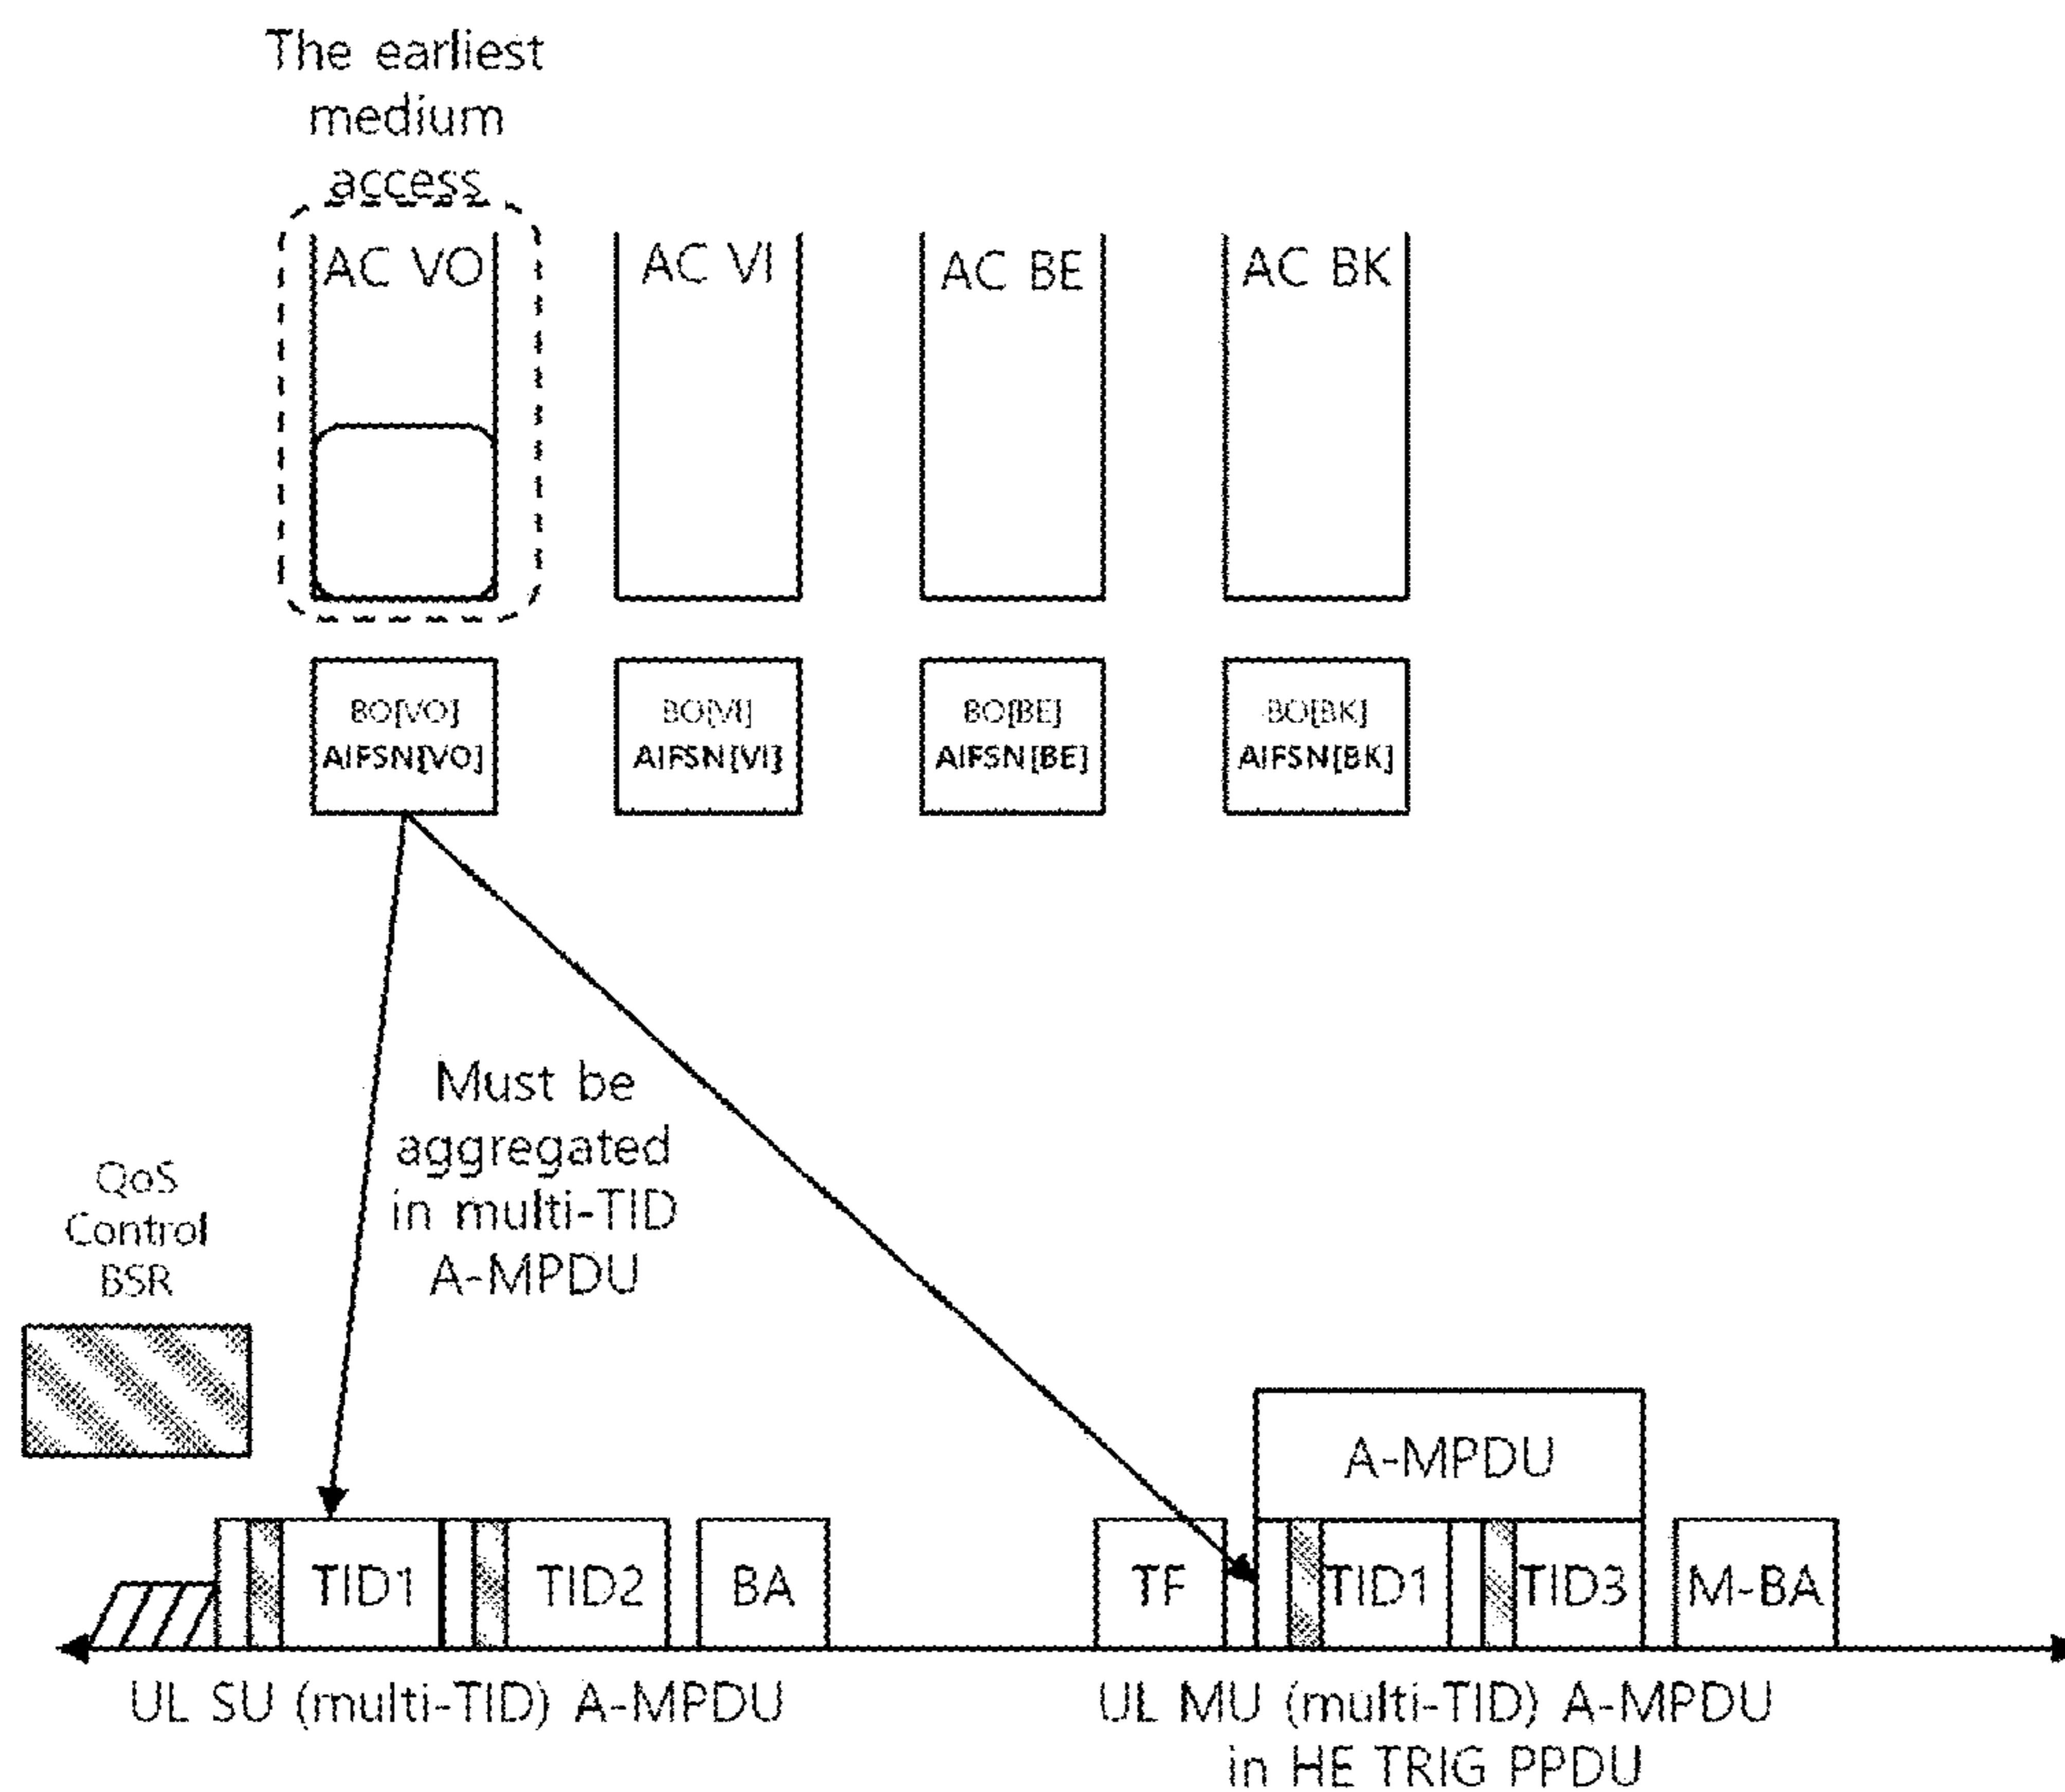 The earliest
medium
access
AC VO
AC VI
AC BE
AC BK
BO[VO]
AIFSN[VO]
BO[VI]
AIFSN[VI]
BO[BE]
AIFSN[BE]
BO[BK]
AIFSN[BK]
Must be
aggregated
in multi-TID
A-MPDU
QoS
Control
BSR
A-MPDU
TID1
TID2
BA
TF
TID1
TID3
M-BA
UL SU (multi-TID) A-MPDU
UL MU (multi-TID) A-MPDU
in HE TRIG PPDU